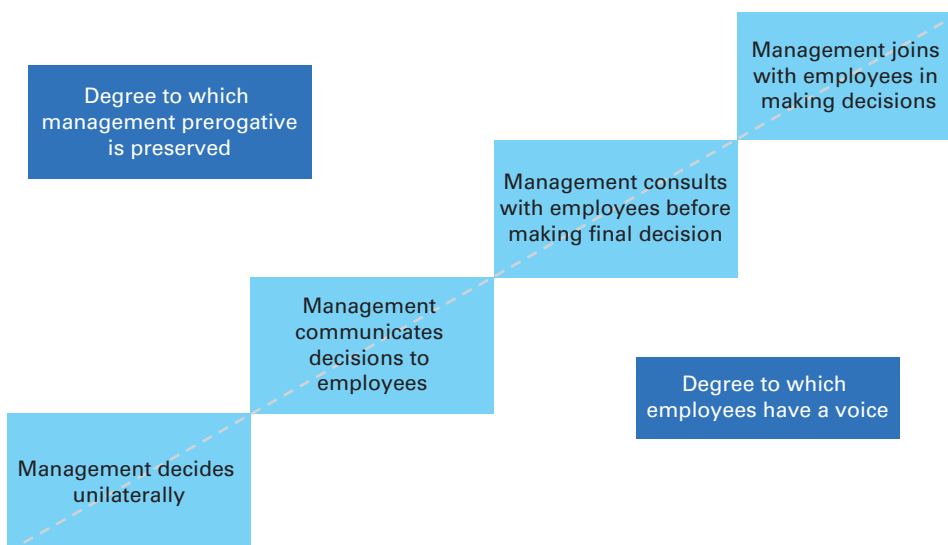 Management joins
with employees in
making decisions
Degree to which
management prerogative
is preserved
Management consults
with employees before
making final decision
Management
communicates
decisions to
employees
Degree to which
employees have a voice
Management decides
unilaterally